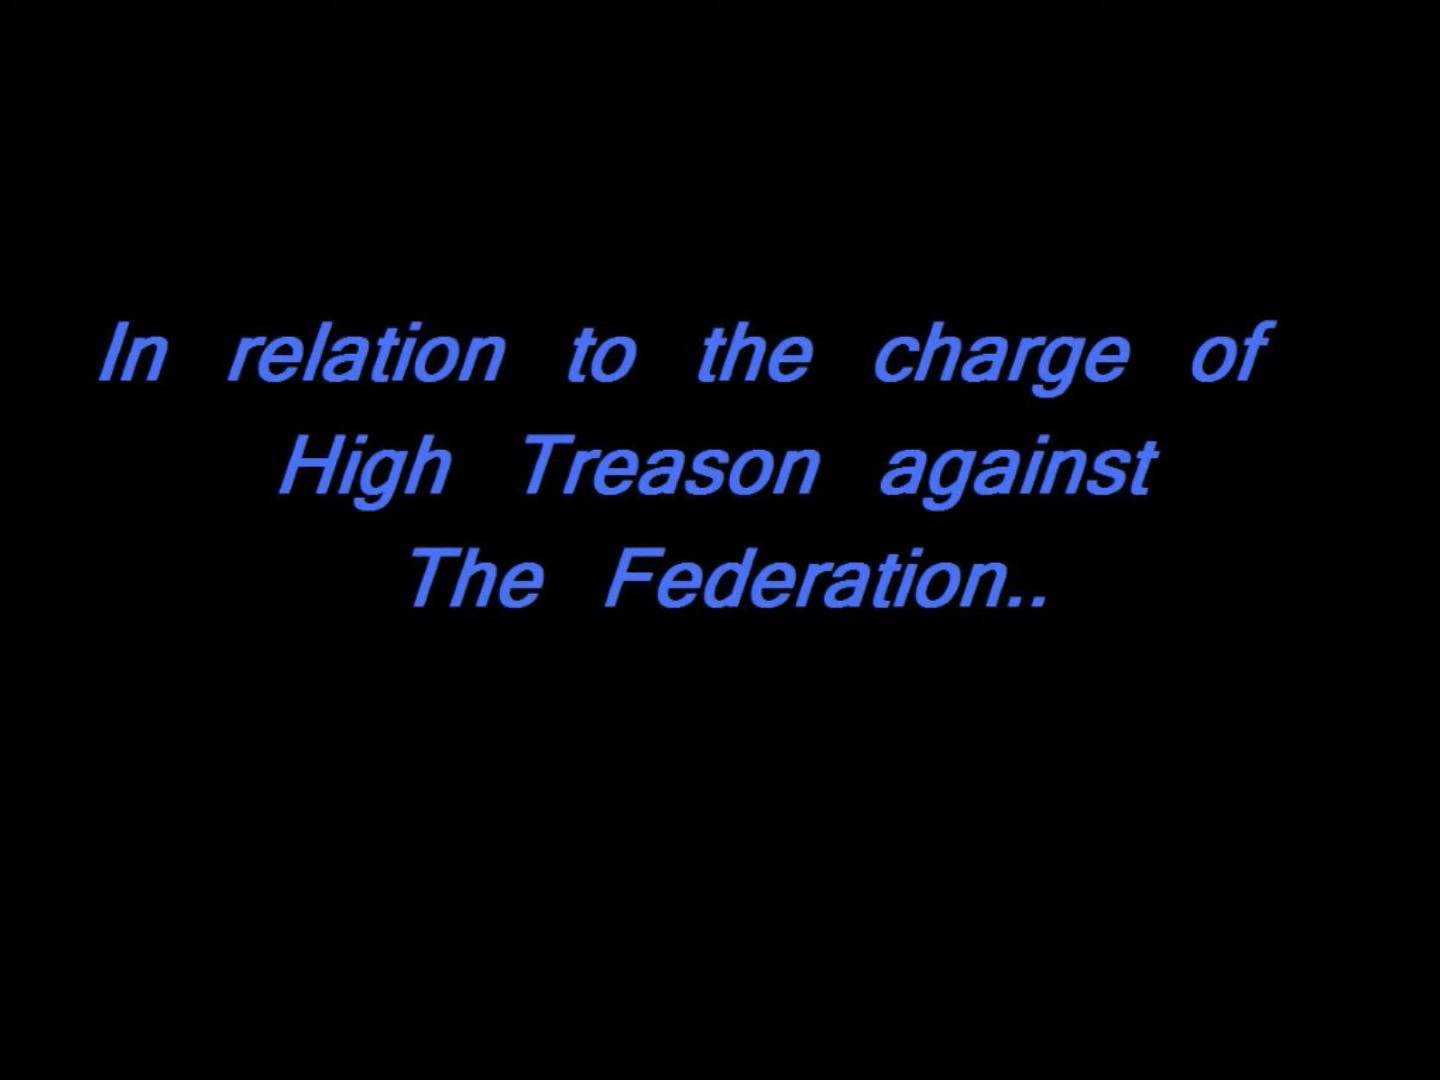 In relation to the charge of
High Treason against
The Federation..